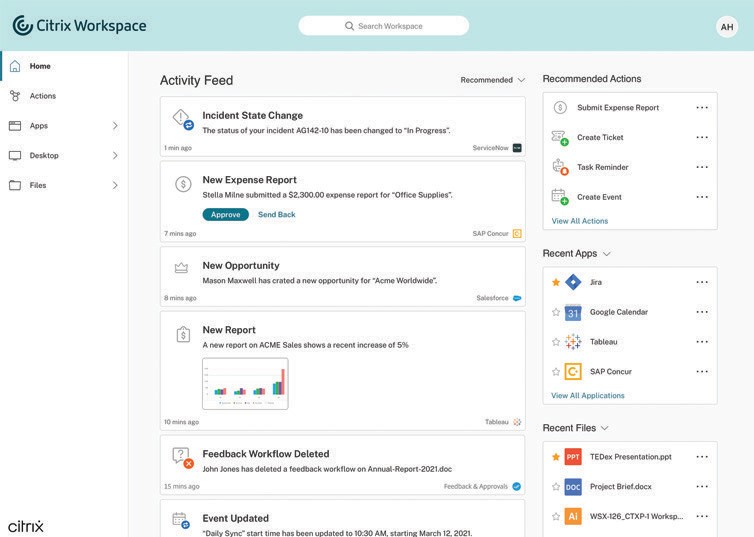 Citrix Workspace
Search Workspace
AH
Home
Actions
Apps
Desktop
Files
citrix
Activity Feed
Recommended
Incident State Change
The status of your incident AG142-10 has been changed to “In Progress”.
1 min ago
ServiceNow
New Expense Report
Stella Milne submitted a $2,300.00 expense report for “Office Supplies”.
Approve
Send Back
7 mins ago
SAP Concur
New Opportunity
Mason Maxwell has crated a new opportunity for “Acme Worldwide”.
8 mins ago
Salesforce
New Report
A new report on ACME Sales shows a recent increase of 5%
10 mins ago
Tableau
Feedback Workflow Deleted
John Jones has deleted a feedback workflow on Annual-Report-2021.doc
15 mins ago
Feedback & Approvals
Event Updated
“Daily Sync” start time has been updated to 10:30 AM, starting March 12, 2021.
Recommended Actions
Submit Expense Report
Create Ticket
Task Reminder
Create Event
View All Actions
Recent Apps
Jira
31
Google Calendar
Tableau
SAP Concur
View All Applications
Recent Files
PPT
TEDex Presentation.ppt
DOC
Project Brief.docx
Ai
WSX-126_CTXP-1 Worksp...